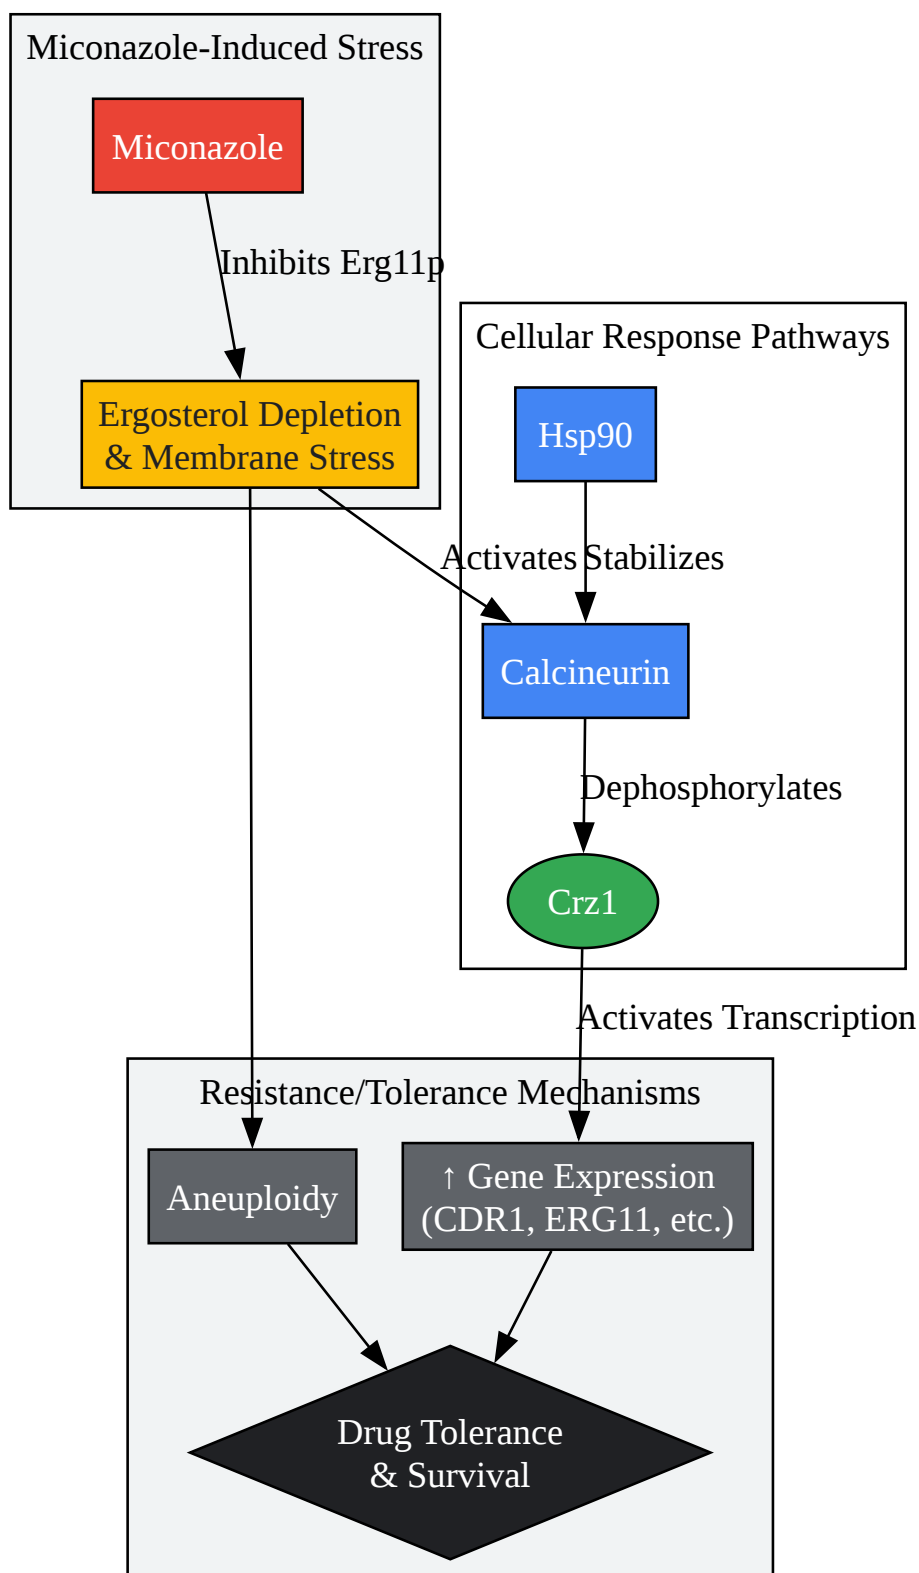 Miconazole-Induced Stress
Miconazole
Inhibits Erg11p
Ergosterol Depletion
& Membrane Stress
Cellular Response Pathways
Hsp90
Activates
Stabilizes
Calcineurin
Dephosphorylates
Crz1
Activates Transcription
Resistance/Tolerance Mechanisms
Aneuploidy
↑ Gene Expression
(CDR1, ERG11, etc.)
Drug Tolerance
& Survival